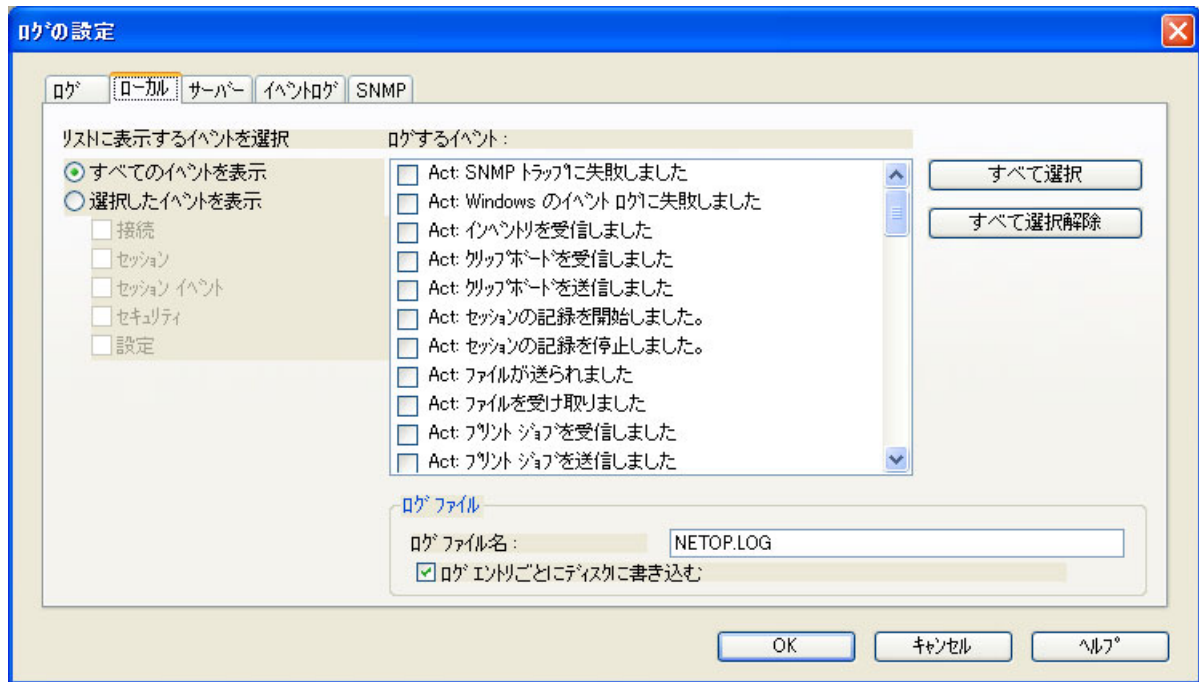 ログの設定
ログ ローカル サーバー イベントログ SNMP
リストに表示するイベントを選択
すべてのイベントを表示
選択したイベントを表示
接続
セッション
セッション イベント
セキュリティ
設定
ログするイベント :
Act: SNMP トラップに失敗しました
Act: Windows のイベント ログに失敗しました
Act: インベントリを受信しました
Act: クリップボードを受信しました
Act: クリップボードを送信しました
Act: セッションの記録を開始しました。
Act: セッションの記録を停止しました。
Act: ファイルが送られました
Act: ファイルを受け取りました
Act: プリント ジョブを受信しました
Act: プリント ジョブを送信しました
すべて選択
すべて選択解除
ログ ファイル
ログ ファイル名 : NETOP.LOG
ログ エントリごとにディスクに書き込む
OK キャンセル ヘルプ